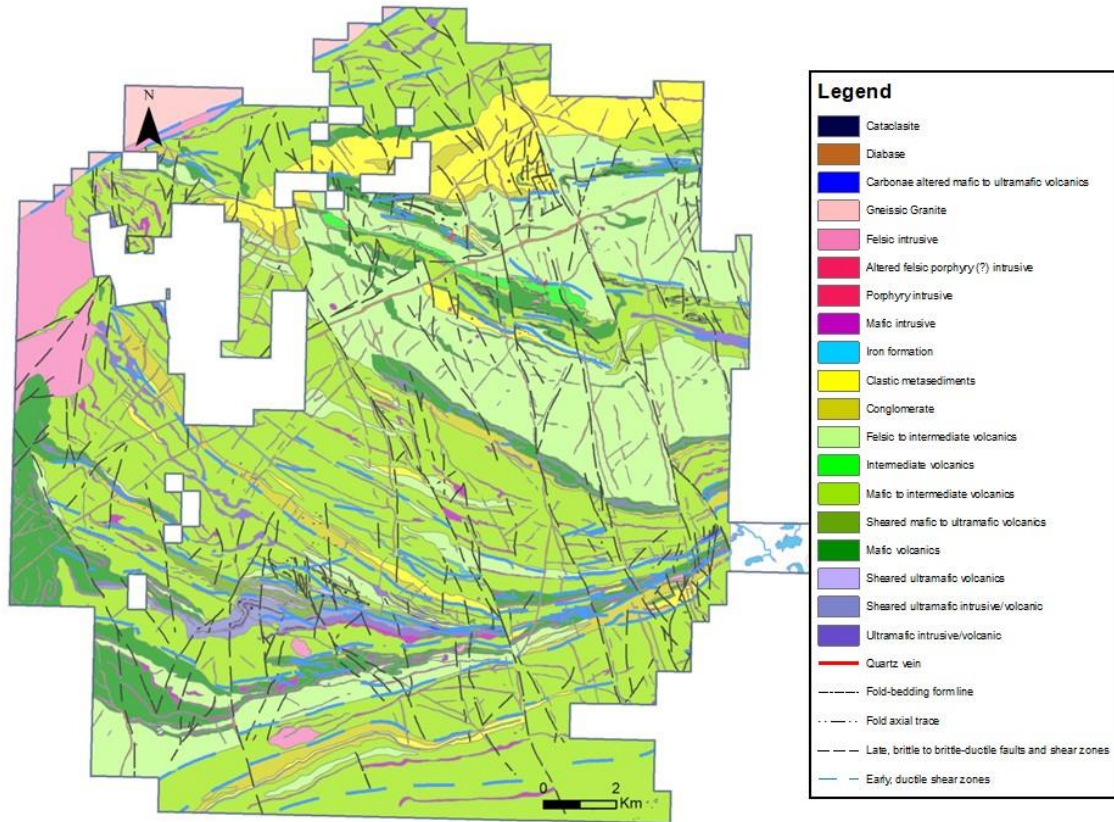 N
Legend
Cataclasite
Diabase
Carbonae altered mafic to ultramafic volcanics
Gneissic Granite
Felsic intrusive
Altered felsic porphyry (?) intrusive
Porphyry intrusive
Mafic intrusive
Iron formation
Clastic metasediments
Conglomerate
Felsic to intermediate volcanics
Intermediate volcanics
Mafic to intermediate volcanics
Sheared mafic to ultramafic volcanics
Mafic volcanics
Sheared ultramafic volcanics
Sheared ultramafic intrusive/volcanic
Ultramafic intrusive/volcanic
Quartz vein
Fold-bedding form line
Fold axial trace
Late, brittle to brittle-ductile faults and shear zones
Early, ductile shear zones
0 2
Km